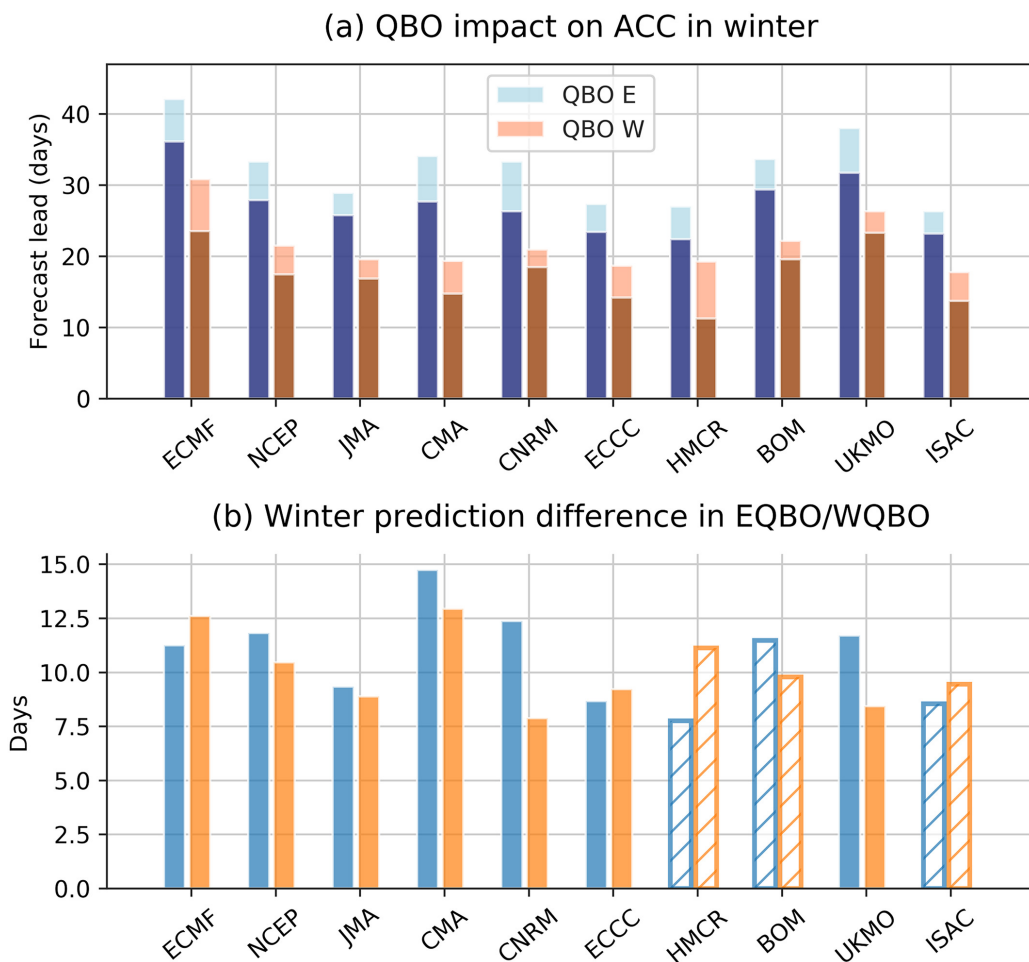 (a) QBO impact on ACC in winter
Forecast lead (days)
40
30
20
10
0
QBO E
QBO W
ECMF NCEP JMA CMA CNRM ECCC HMCR BOM UKMO ISAC
(b) Winter prediction difference in EQBO/WQBO
Days
15.0
12.5
10.0
7.5
5.0
2.5
0.0
ECMF NCEP JMA CMA CNRM ECCC HMCR BOM UKMO ISAC